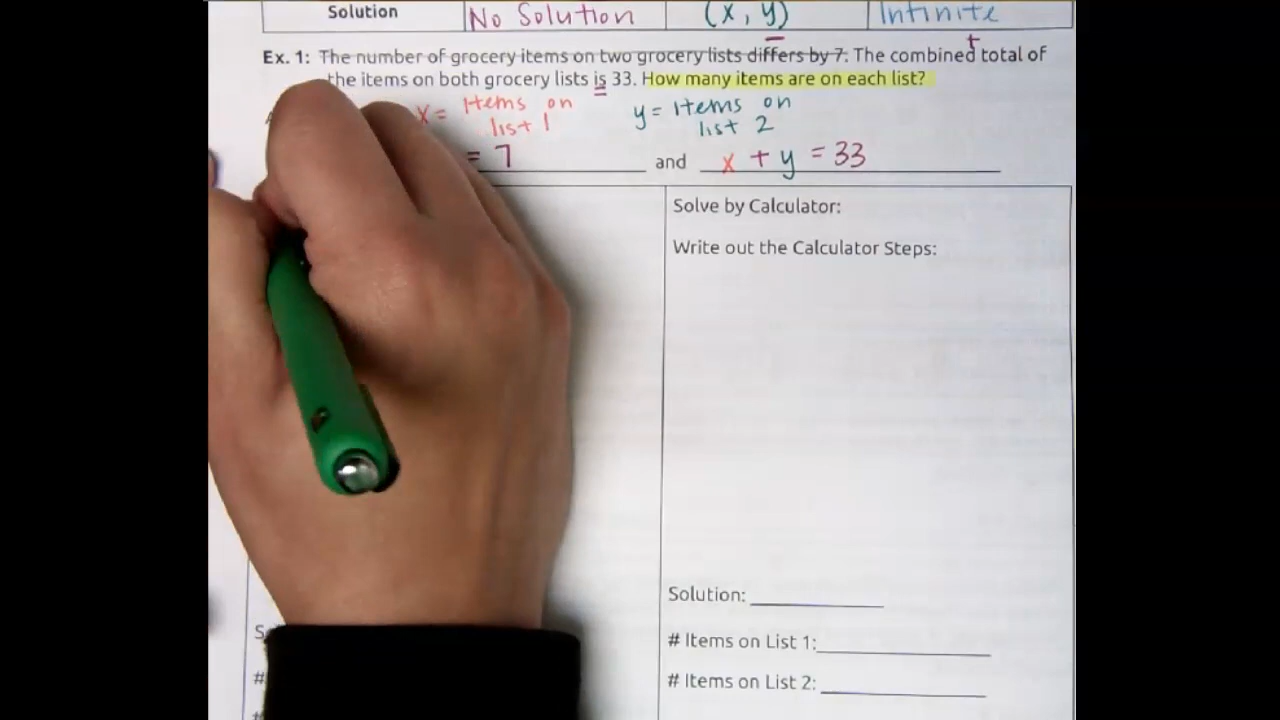 Solution No Solution (x, y) Infinite
Ex. 1: The number of grocery items on two grocery lists differs by 7. The combined total of
the items on both grocery lists is 33. How many items are on each list?
+
x = Items on y = Items on
list 1 list 2
= 7 and x + y = 33
Solve by Calculator:
Write out the Calculator Steps:
Solution:
# Items on List 1:
# Items on List 2:
S
#
#